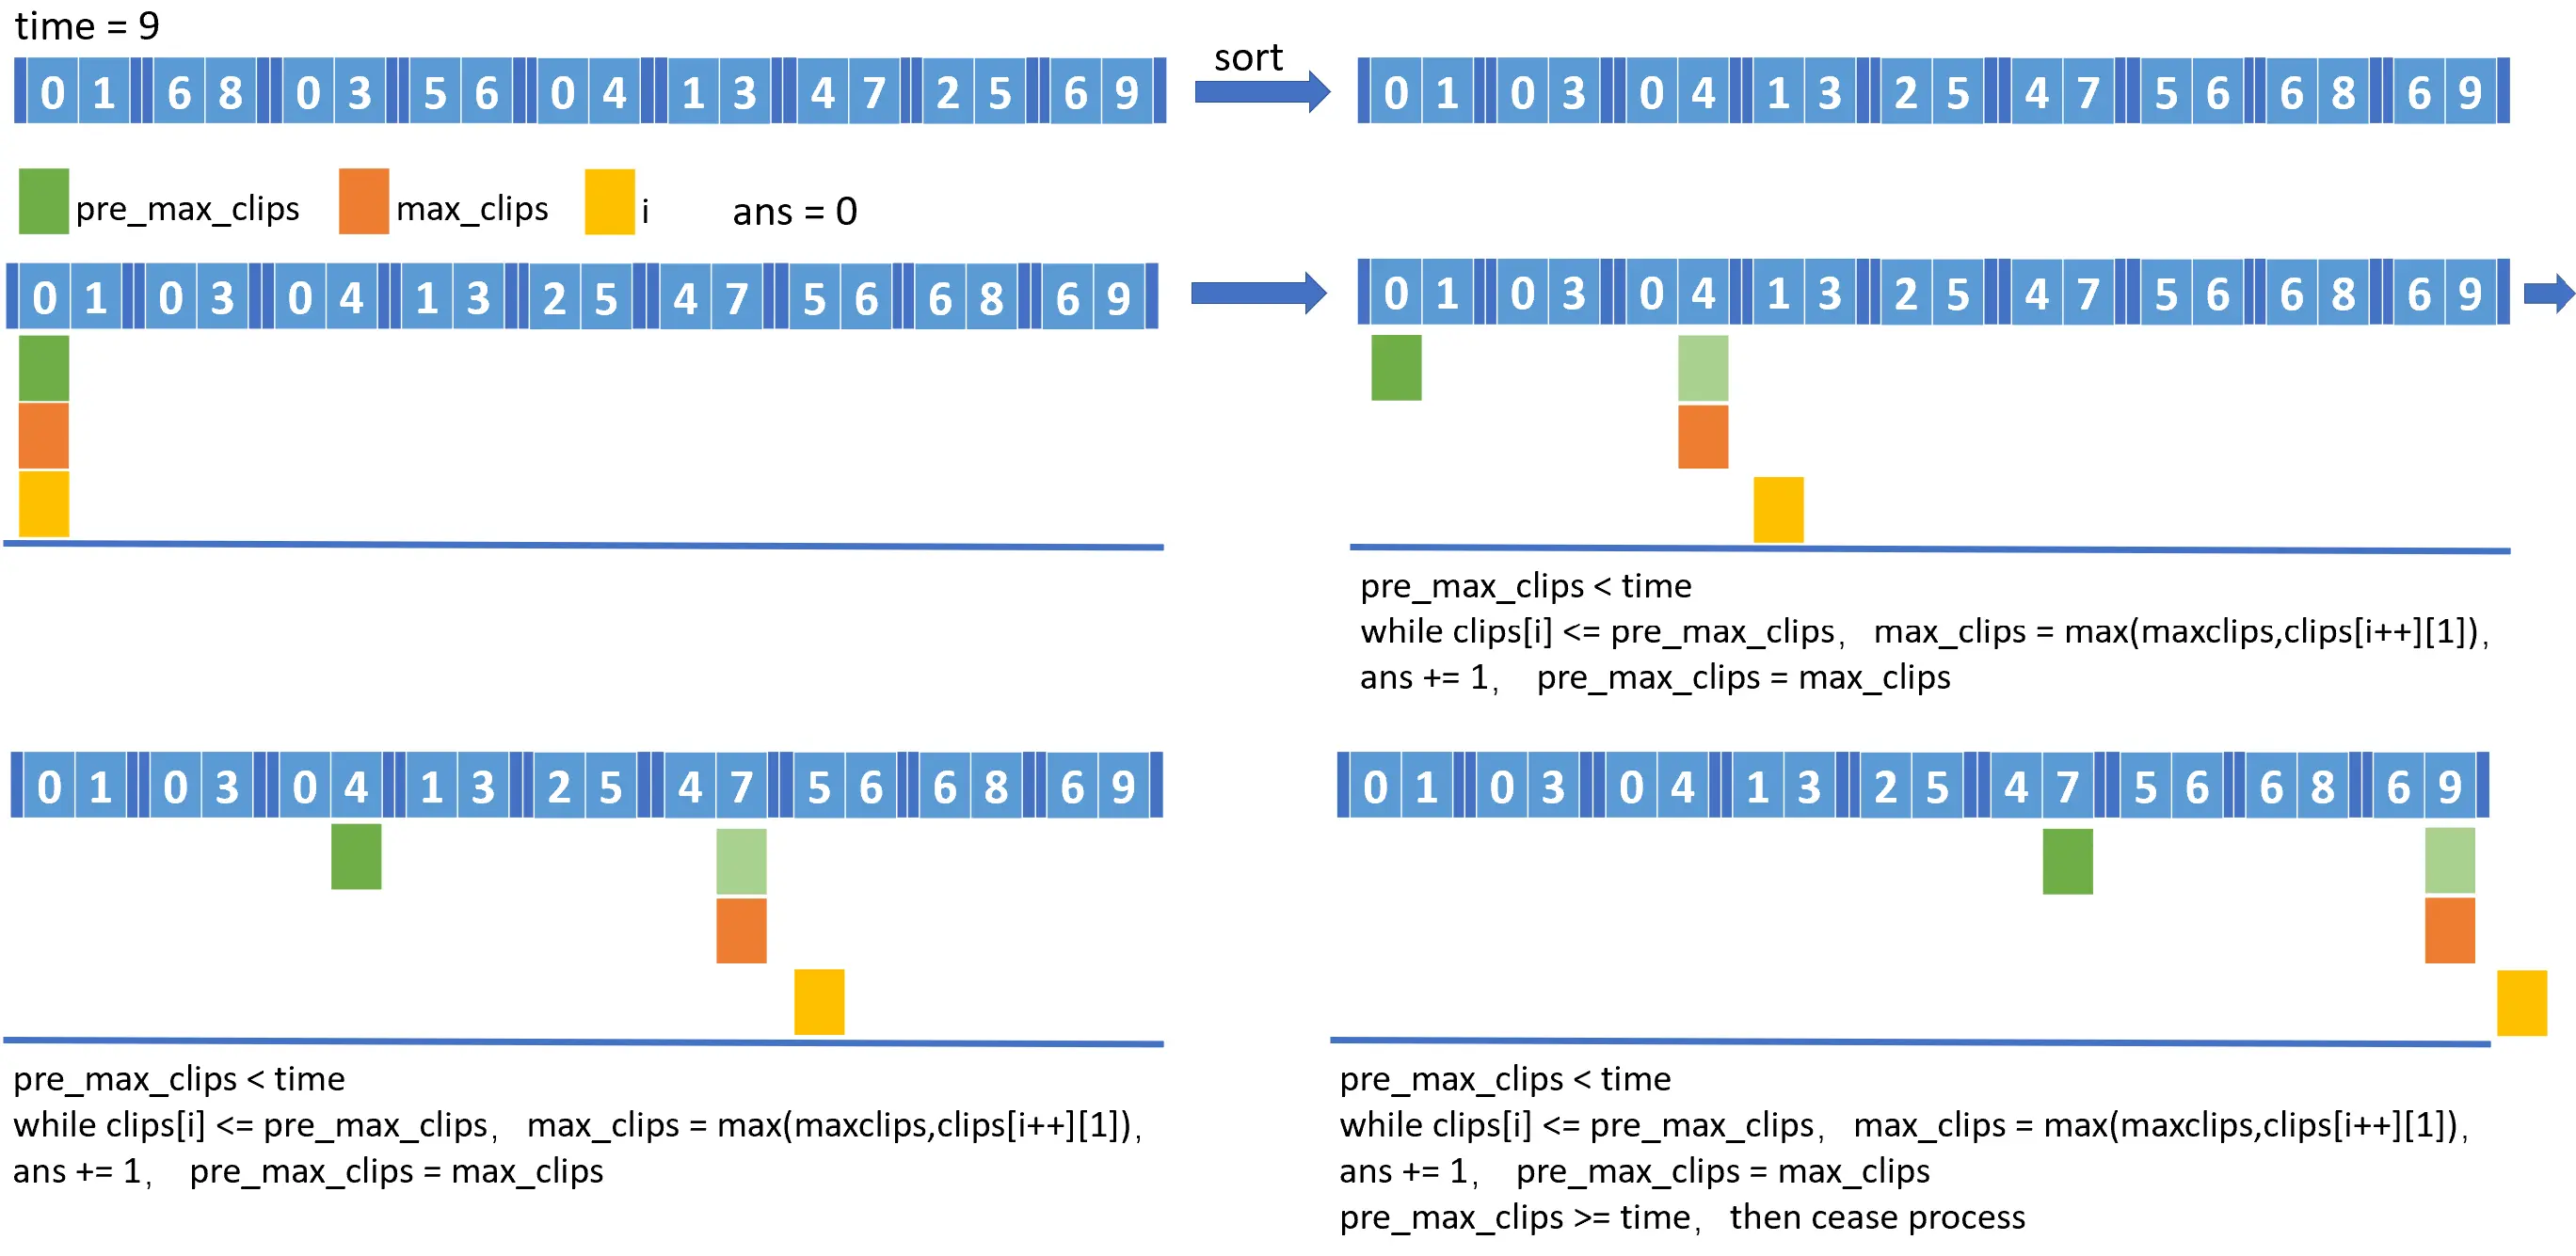 time = 9
0 1 6 8 0 3 5 6 0 4 1 3 4 7 2 5 6 9
sort
0 1 0 3 0 4 1 3 2 5 4 7 5 6 6 8 6 9
pre_max_clips max_clips i ans = 0
0 1 0 3 0 4 1 3 2 5 4 7 5 6 6 8 6 9
0 1 0 3 0 4 1 3 2 5 4 7 5 6 6 8 6 9
pre_max_clips < time
while clips[i] <= pre_max_clips, max_clips = max(maxclips,clips[i++][1]),
ans += 1, pre_max_clips = max_clips
0 1 0 3 0 4 1 3 2 5 4 7 5 6 6 8 6 9
pre_max_clips < time
while clips[i] <= pre_max_clips, max_clips = max(maxclips,clips[i++][1]),
ans += 1, pre_max_clips = max_clips
0 1 0 3 0 4 1 3 2 5 4 7 5 6 6 8 6 9
pre_max_clips < time
while clips[i] <= pre_max_clips, max_clips = max(maxclips,clips[i++][1]),
ans += 1, pre_max_clips = max_clips
pre_max_clips >= time, then cease process